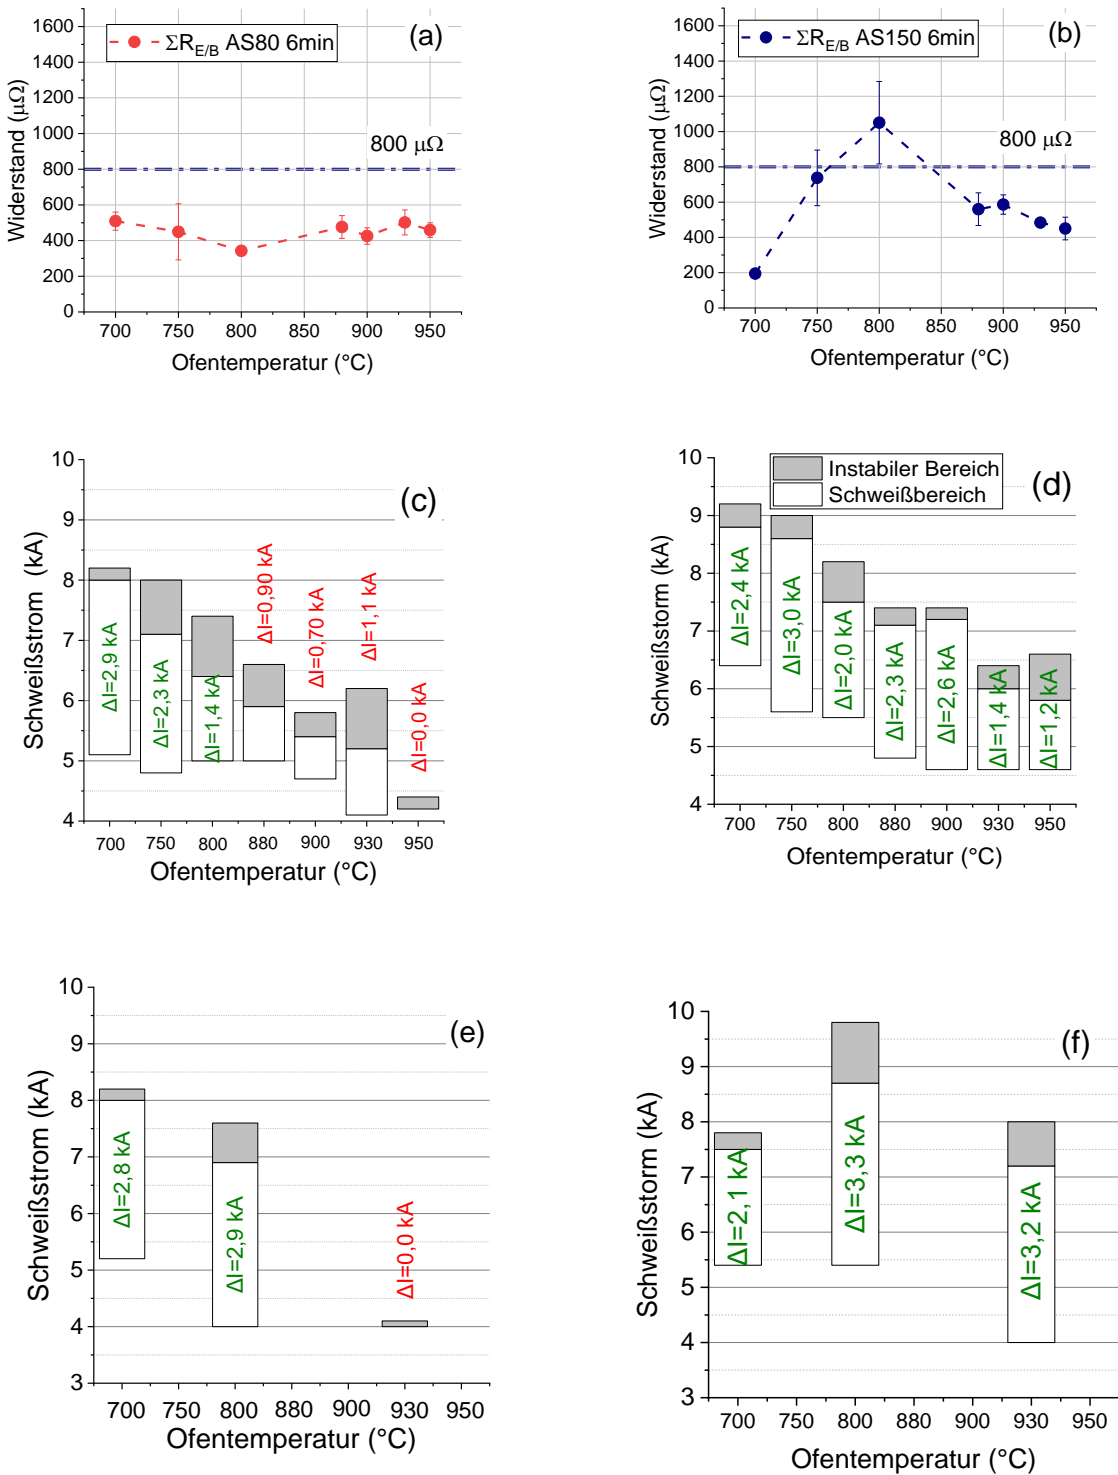 1600
1400
1200
1000
800
600
400
200
0
Widerstand (μΩ)
ΣR_E/B AS80 6min
(a)
800 μΩ
700 750 800 850 900 950
Ofentemperatur (°C)
1600
1400
1200
1000
800
600
400
200
0
Widerstand (μΩ)
ΣR_E/B AS150 6min
(b)
800 μΩ
700 750 800 850 900 950
Ofentemperatur (°C)
10
9
8
7
6
5
4
Schweißstrom (kA)
(c)
ΔI=2,9 kA
ΔI=2,3 kA
ΔI=1,4 kA
ΔI=0,90 kA
ΔI=0,70 kA
ΔI=1,1 kA
ΔI=0,0 kA
700 750 800 880 900 930 950
Ofentemperatur (°C)
10
9
8
7
6
5
4
Schweißstorm (kA)
Instabiler Bereich
Schweißbereich
(d)
ΔI=2,4 kA
ΔI=3,0 kA
ΔI=2,0 kA
ΔI=2,3 kA
ΔI=2,6 kA
ΔI=1,4 kA
ΔI=1,2 kA
700 750 800 880 900 930 950
Ofentemperatur (°C)
10
9
8
7
6
5
4
3
Schweißstrom (kA)
(e)
ΔI=2,8 kA
ΔI=2,9 kA
ΔI=0,0 kA
700 800 880 900 930 950
Ofentemperatur (°C)
10
9
8
7
6
5
4
3
Schweißstorm (kA)
(f)
ΔI=2,1 kA
ΔI=3,3 kA
ΔI=3,2 kA
700 800 880 900 930 950
Ofentemperatur (°C)